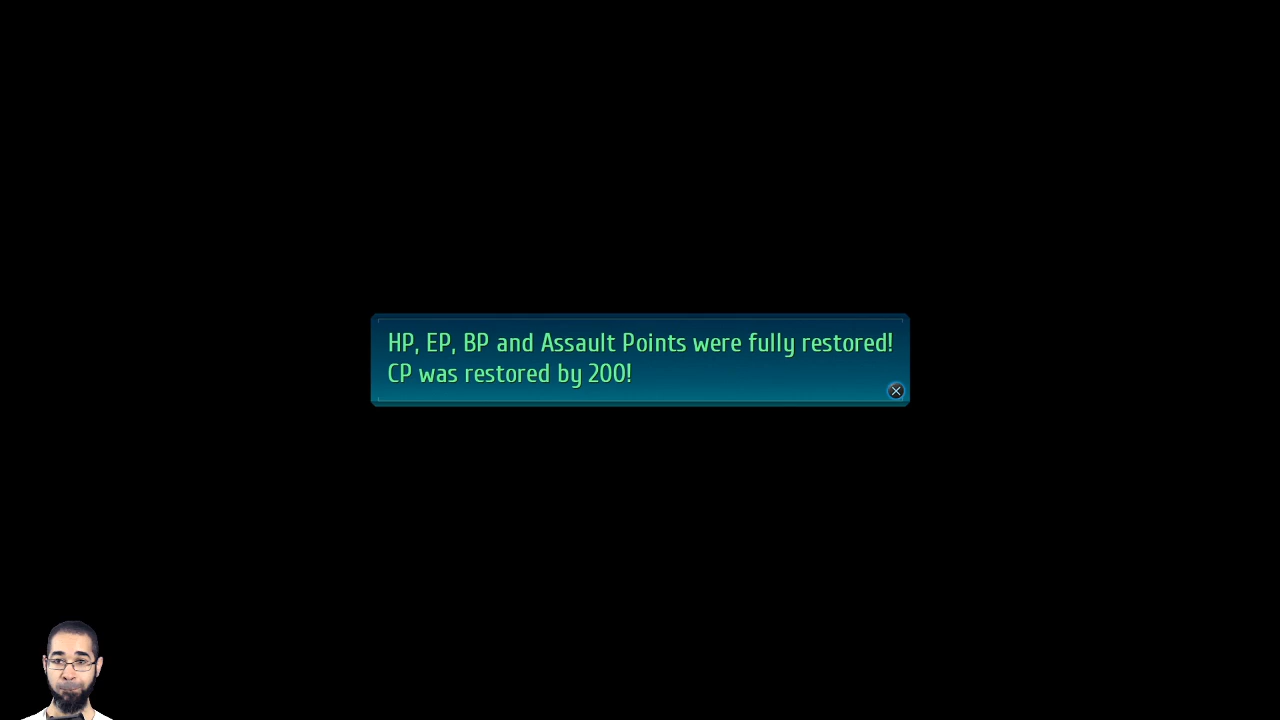 HP, EP, BP and Assault Points were fully restored!
CP was restored by 200!